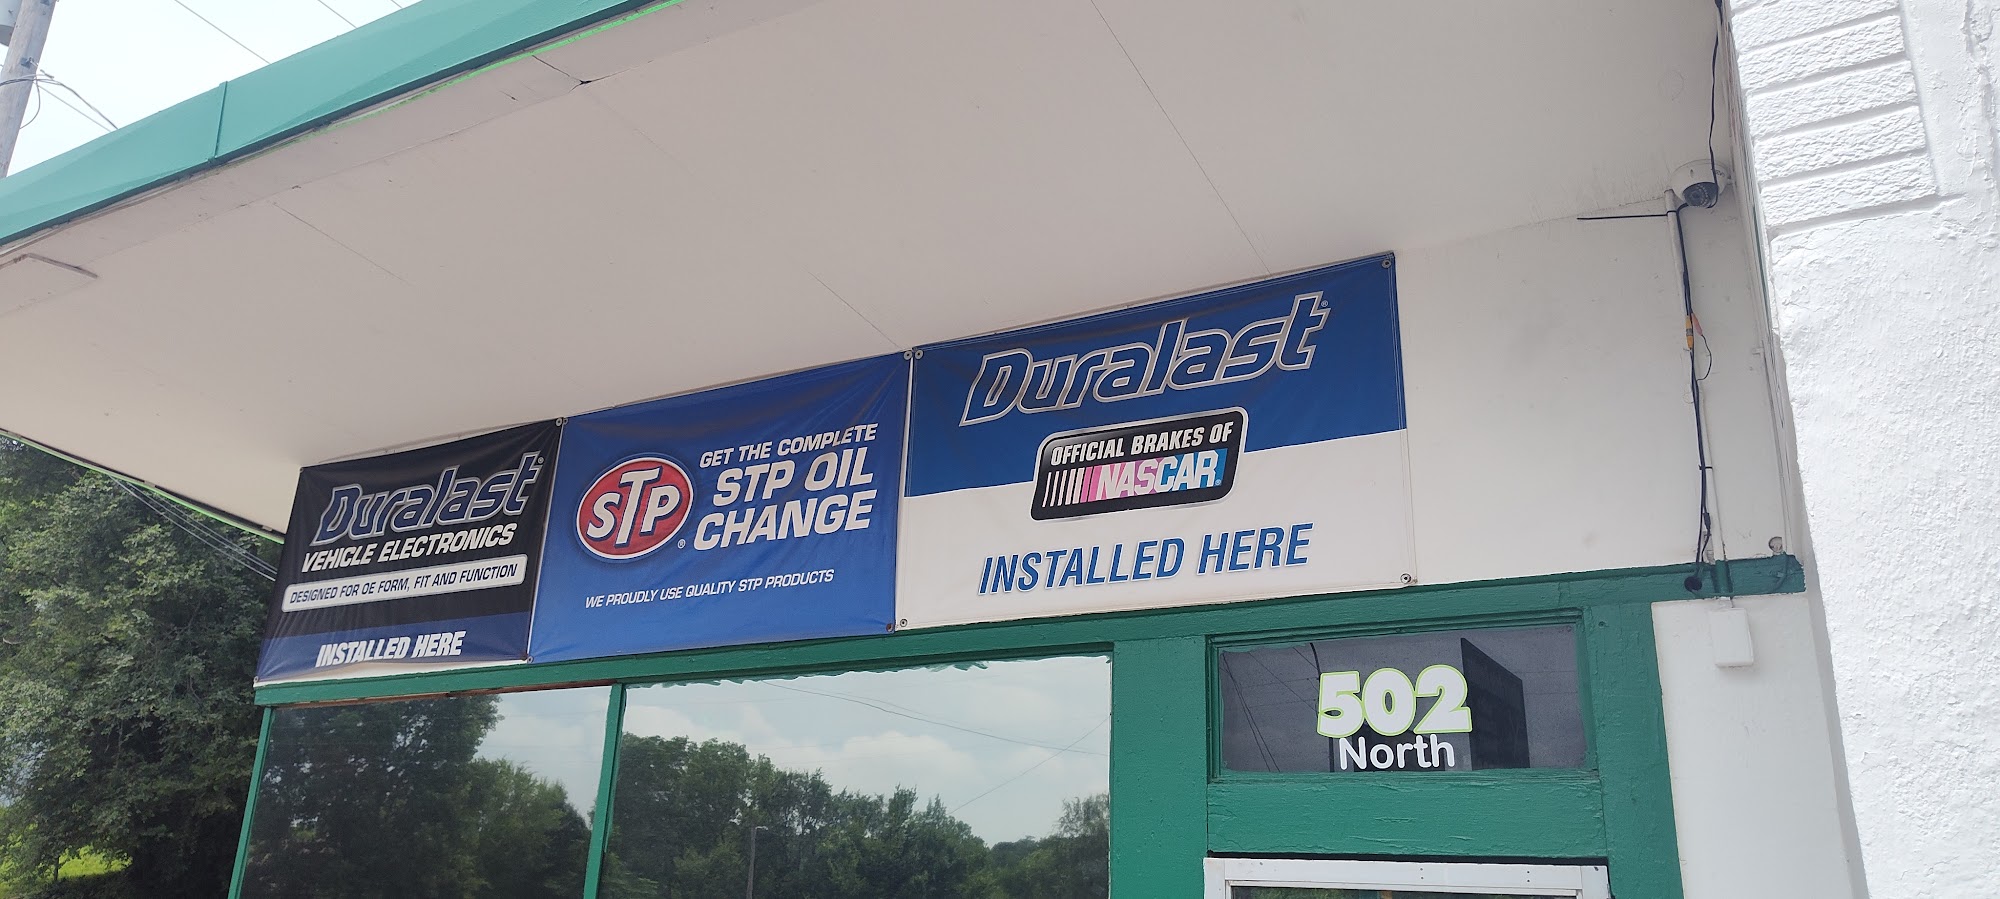 Duralast
VEHICLE ELECTRONICS
DESIGNED FOR OE FORM, FIT AND FUNCTION
INSTALLED HERE
STP®
GET THE COMPLETE
STP OIL
CHANGE
WE PROUDLY USE QUALITY STP PRODUCTS
Duralast®
OFFICIAL BRAKES OF
NASCAR®
INSTALLED HERE
502
North